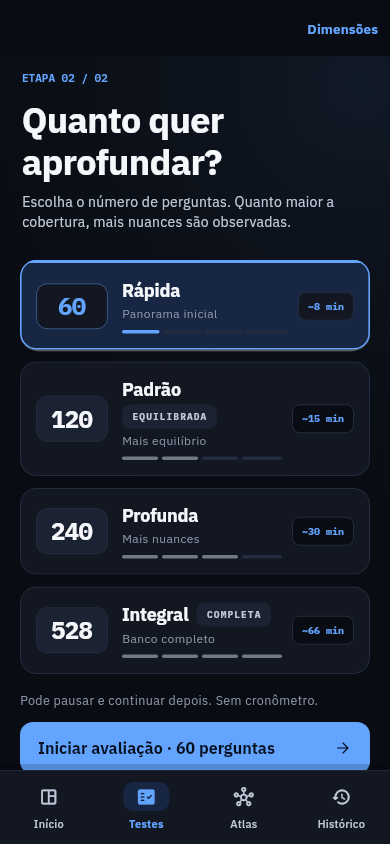 Dimensões
ETAPA 02 / 02
Quanto quer
aprofundar?
Escolha o número de perguntas. Quanto maior a
cobertura, mais nuances são observadas.
60
Rápida
Panorama inicial
~8 min
120
Padrão
EQUILIBRADA
Mais equilíbrio
~15 min
240
Profunda
Mais nuances
~30 min
528
Integral COMPLETA
Banco completo
~66 min
Pode pausar e continuar depois. Sem cronômetro.
Iniciar avaliação · 60 perguntas →
Início Testes Atlas Histórico